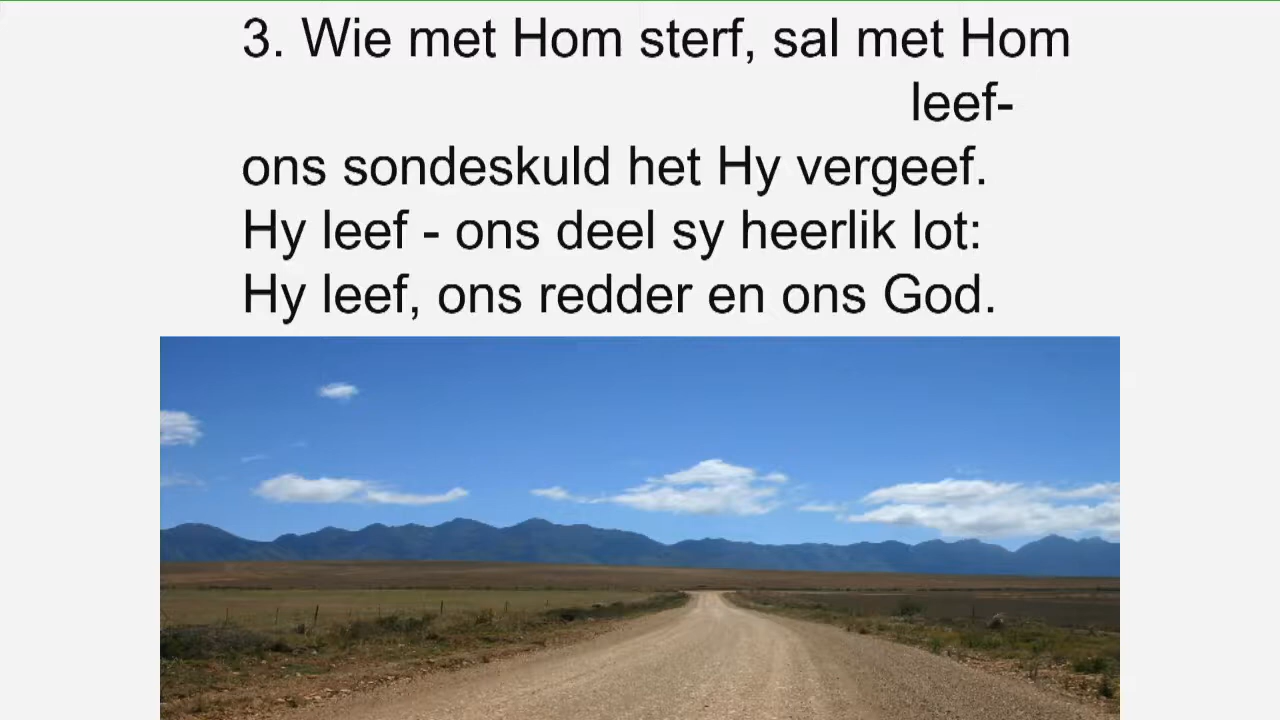 3. Wie met Hom sterf, sal met Hom
leef-
ons sondeskuld het Hy vergeef.
Hy leef - ons deel sy heerlik lot:
Hy leef, ons redder en ons God.